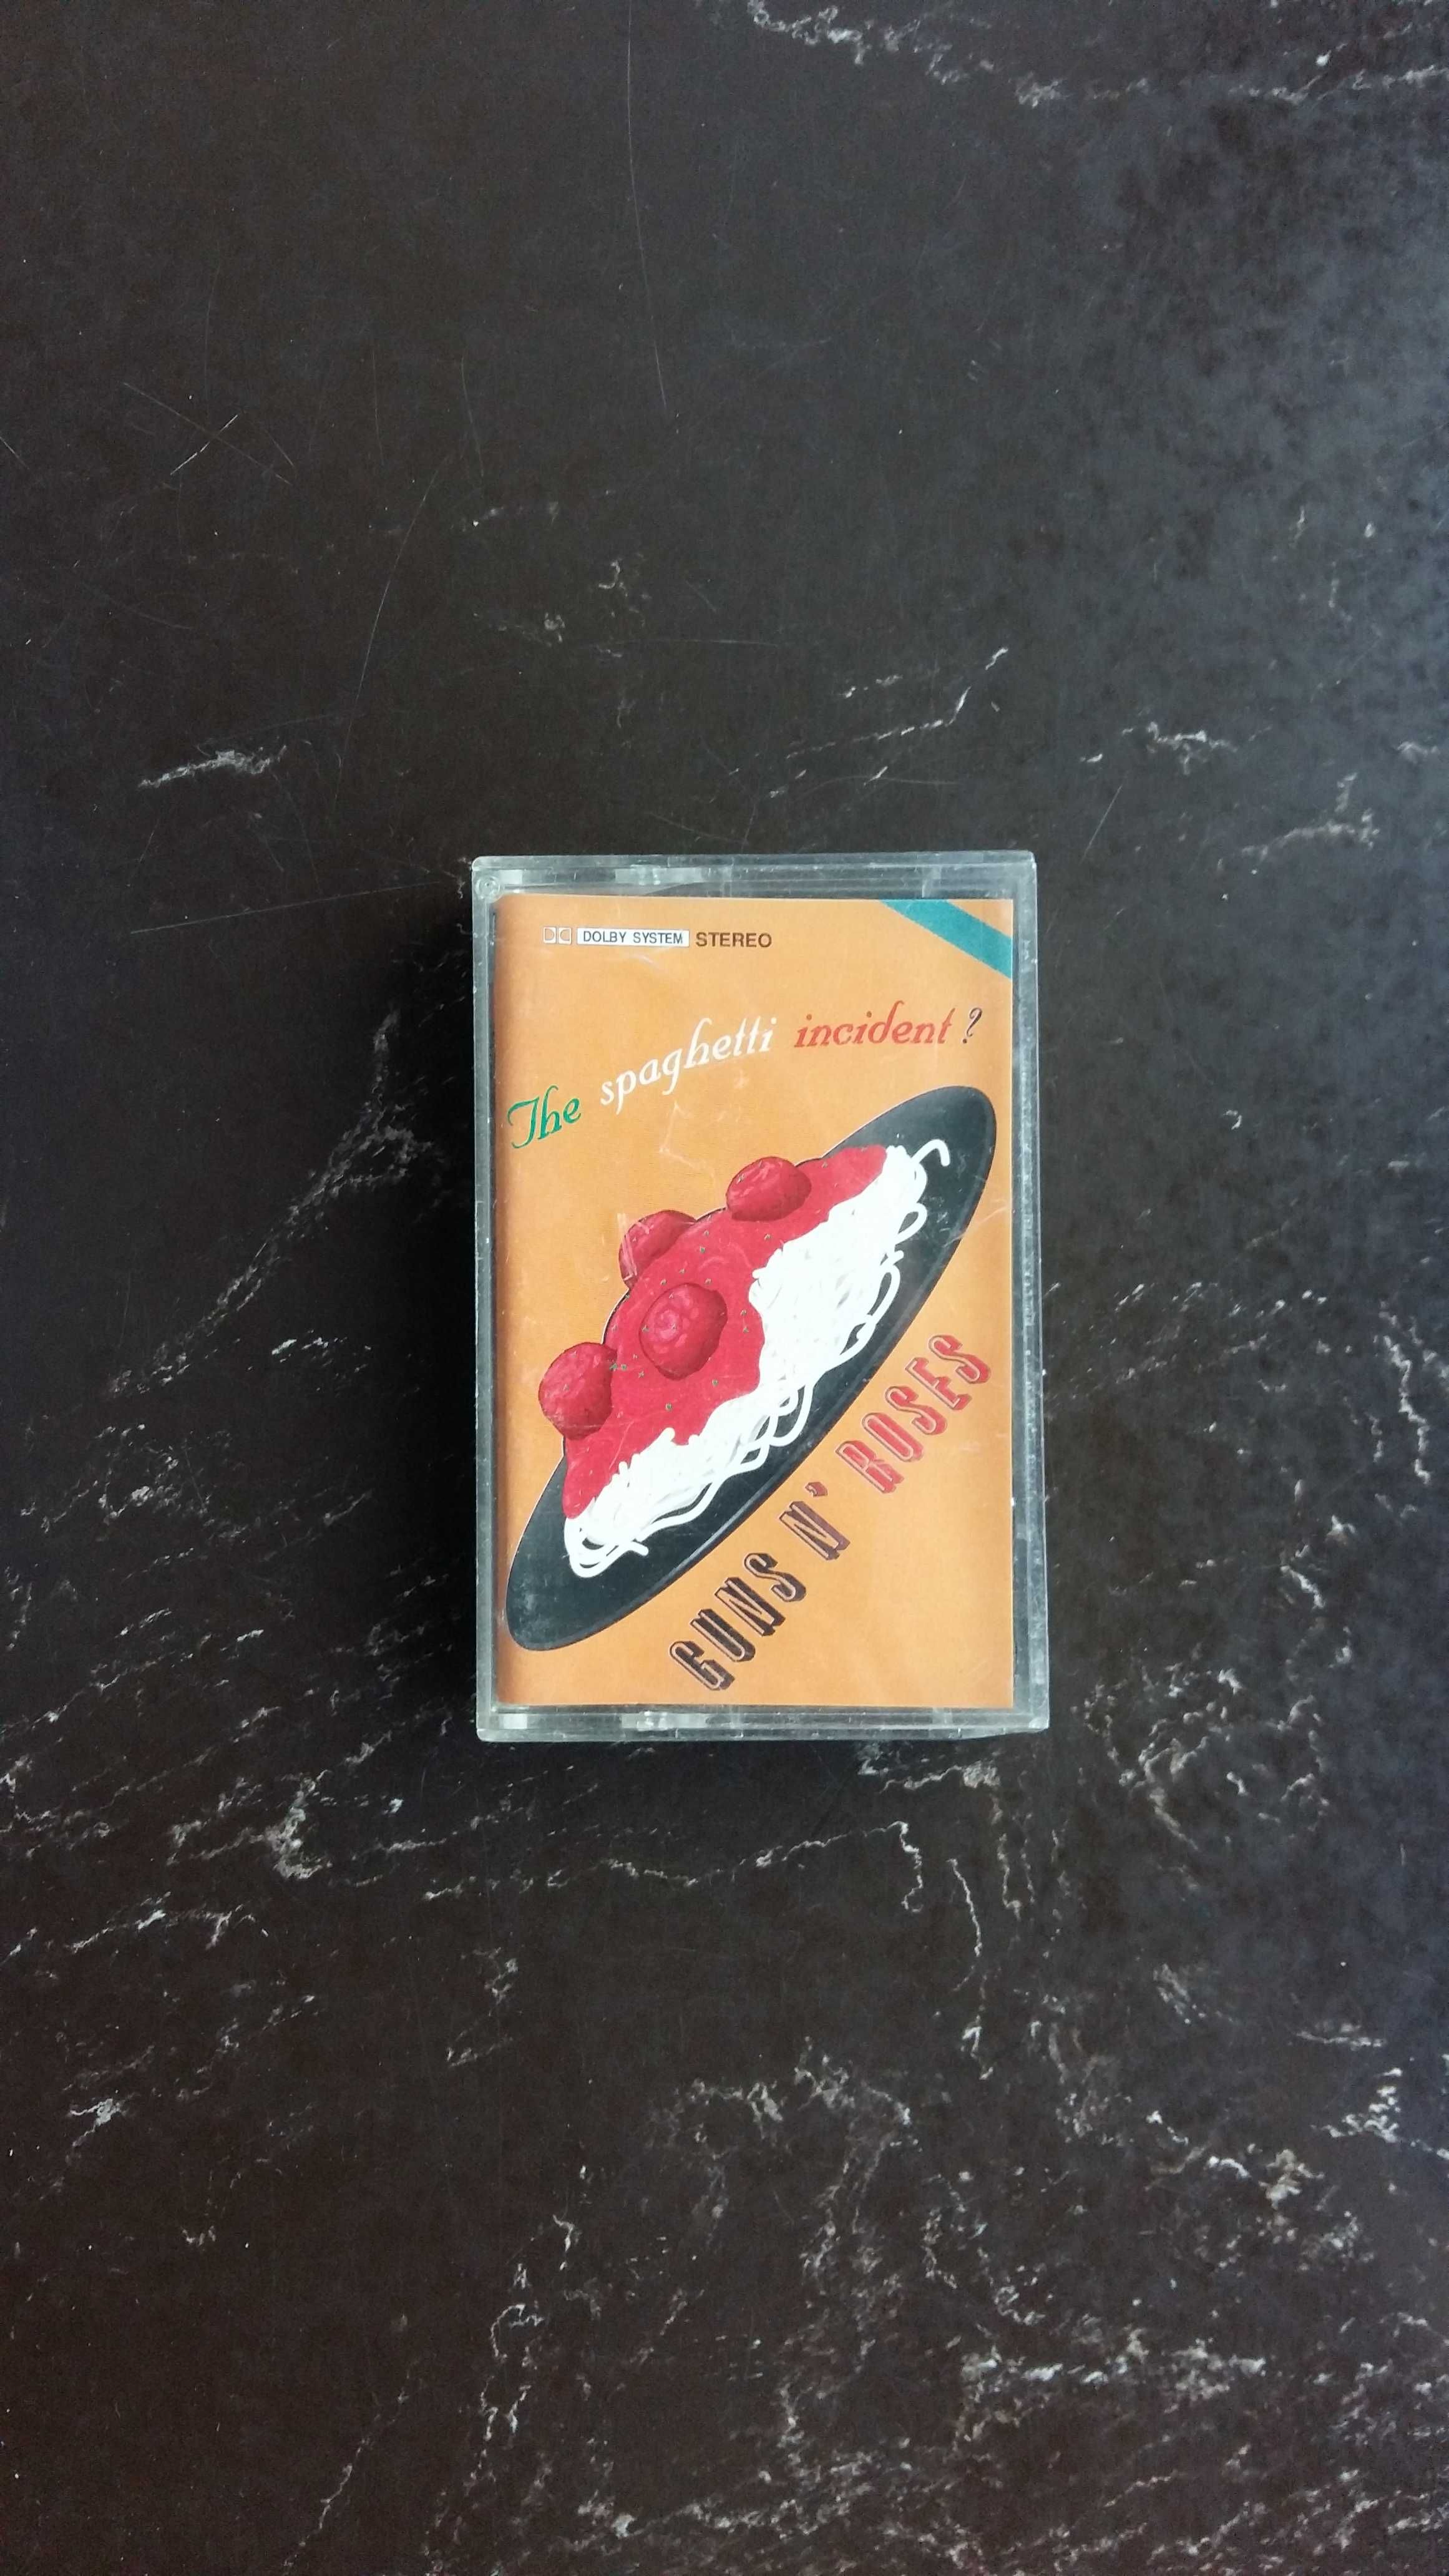 DOLBY SYSTEM STEREO
The spaghetti incident?
GUNS N' ROSES